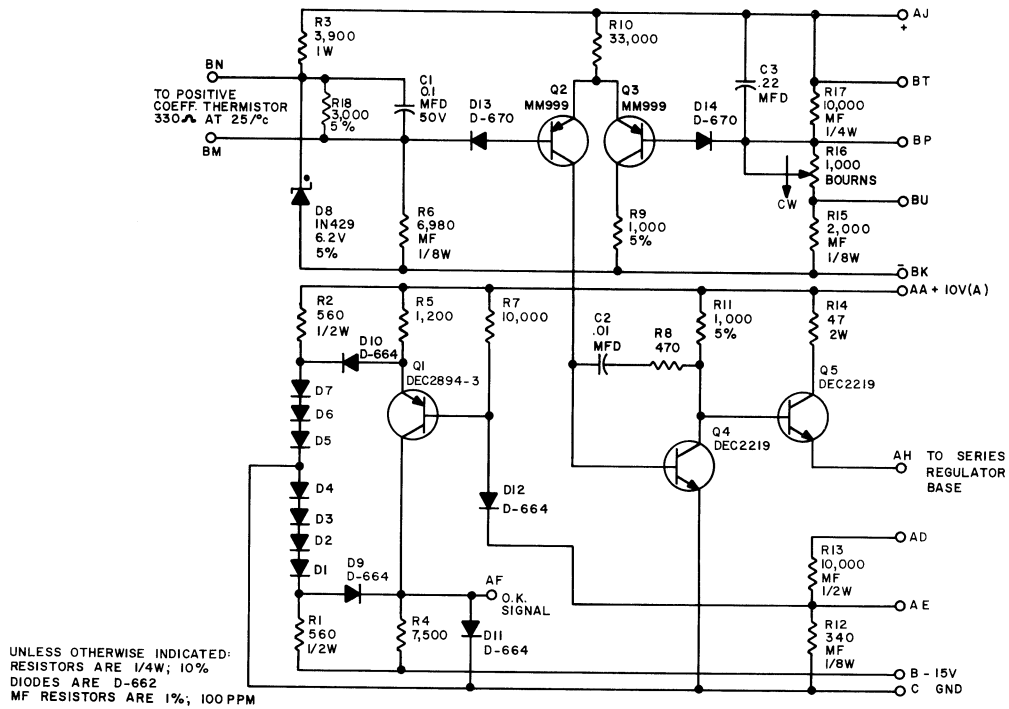 R3
3,900
1W
R10
33,000
AJ
+
BN
TO POSITIVE
COEFF. THERMISTOR
330Ω AT 25/°c
BM
R18
3,000
5%
C1
0.1
MFD
50V
D13
D-670
Q2
MM999
Q3
MM999
D14
D-670
C3
.22
MFD
BT
R17
10,000
MF
1/4W
BP
R16
1,000
BOURNS
CW
BU
D8
IN429
6.2V
5%
R6
6,980
MF
1/8W
R9
1,000
5%
R15
2,000
MF
1/8W
-
BK
AA + 10V(A)
R2
560
1/2W
R5
1,200
R7
10,000
R11
1,000
5%
R14
47
2W
D10
D-664
C2
.01
MFD
R8
470
D7
D6
D5
Q1
DEC2894-3
Q5
DEC2219
Q4
DEC2219
AH TO SERIES
REGULATOR
BASE
D4
D3
D2
D1
D12
D-664
D9
D-664
AF
O.K.
SIGNAL
AD
R13
10,000
MF
1/2W
AE
R1
560
1/2W
R4
7,500
D11
D-664
R12
340
MF
1/8W
B - 15V
C GND
UNLESS OTHERWISE INDICATED:
RESISTORS ARE 1/4W; 10%
DIODES ARE D-662
MF RESISTORS ARE 1%; 100 PPM